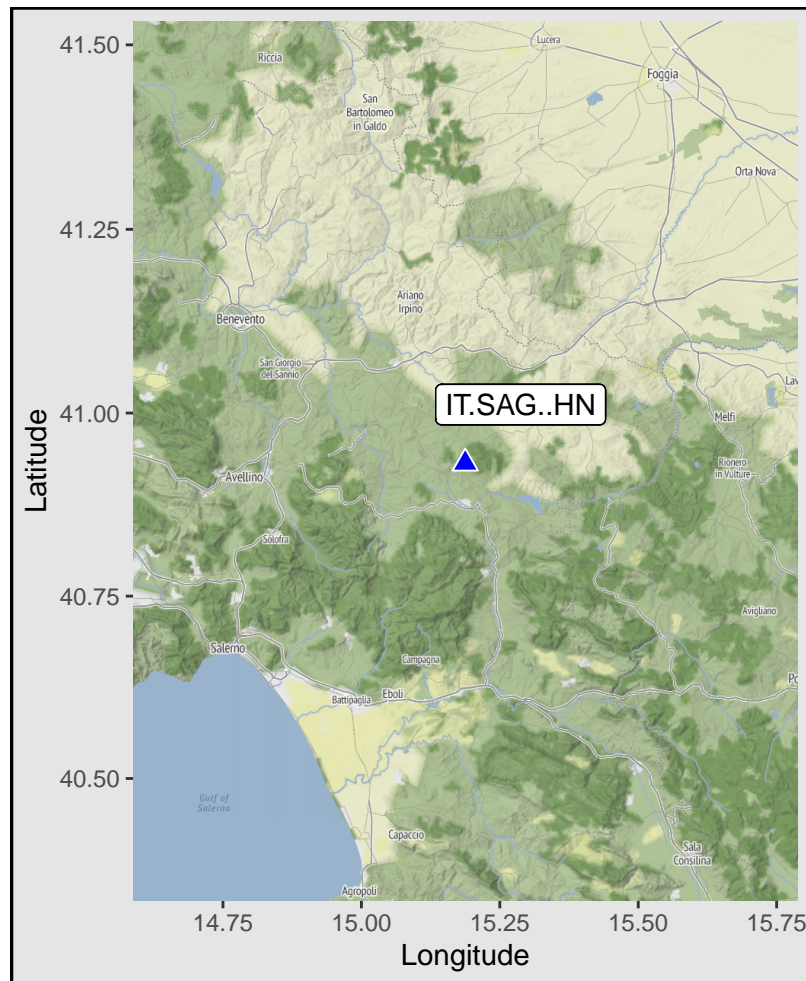 41.50
41.25
41.00
40.75
40.50
Latitude
Riccia
Lucera
Foggia
San
Bartolomeo
in Galdo
Orta Nova
Ariano
Irpino
Benevento
San Giorgio
del Sannio
IT.SAG..HN
Lav
Melfi
Rionero
in Vulture
Avellino
Solofra
Avigliano
Salerno
Campagna
Po
Eboli
Battipaglia
Gulf of
Salerno
Capaccio
Sala
Consilina
Agropoli
14.75
15.00
15.25
15.50
15.75
Longitude